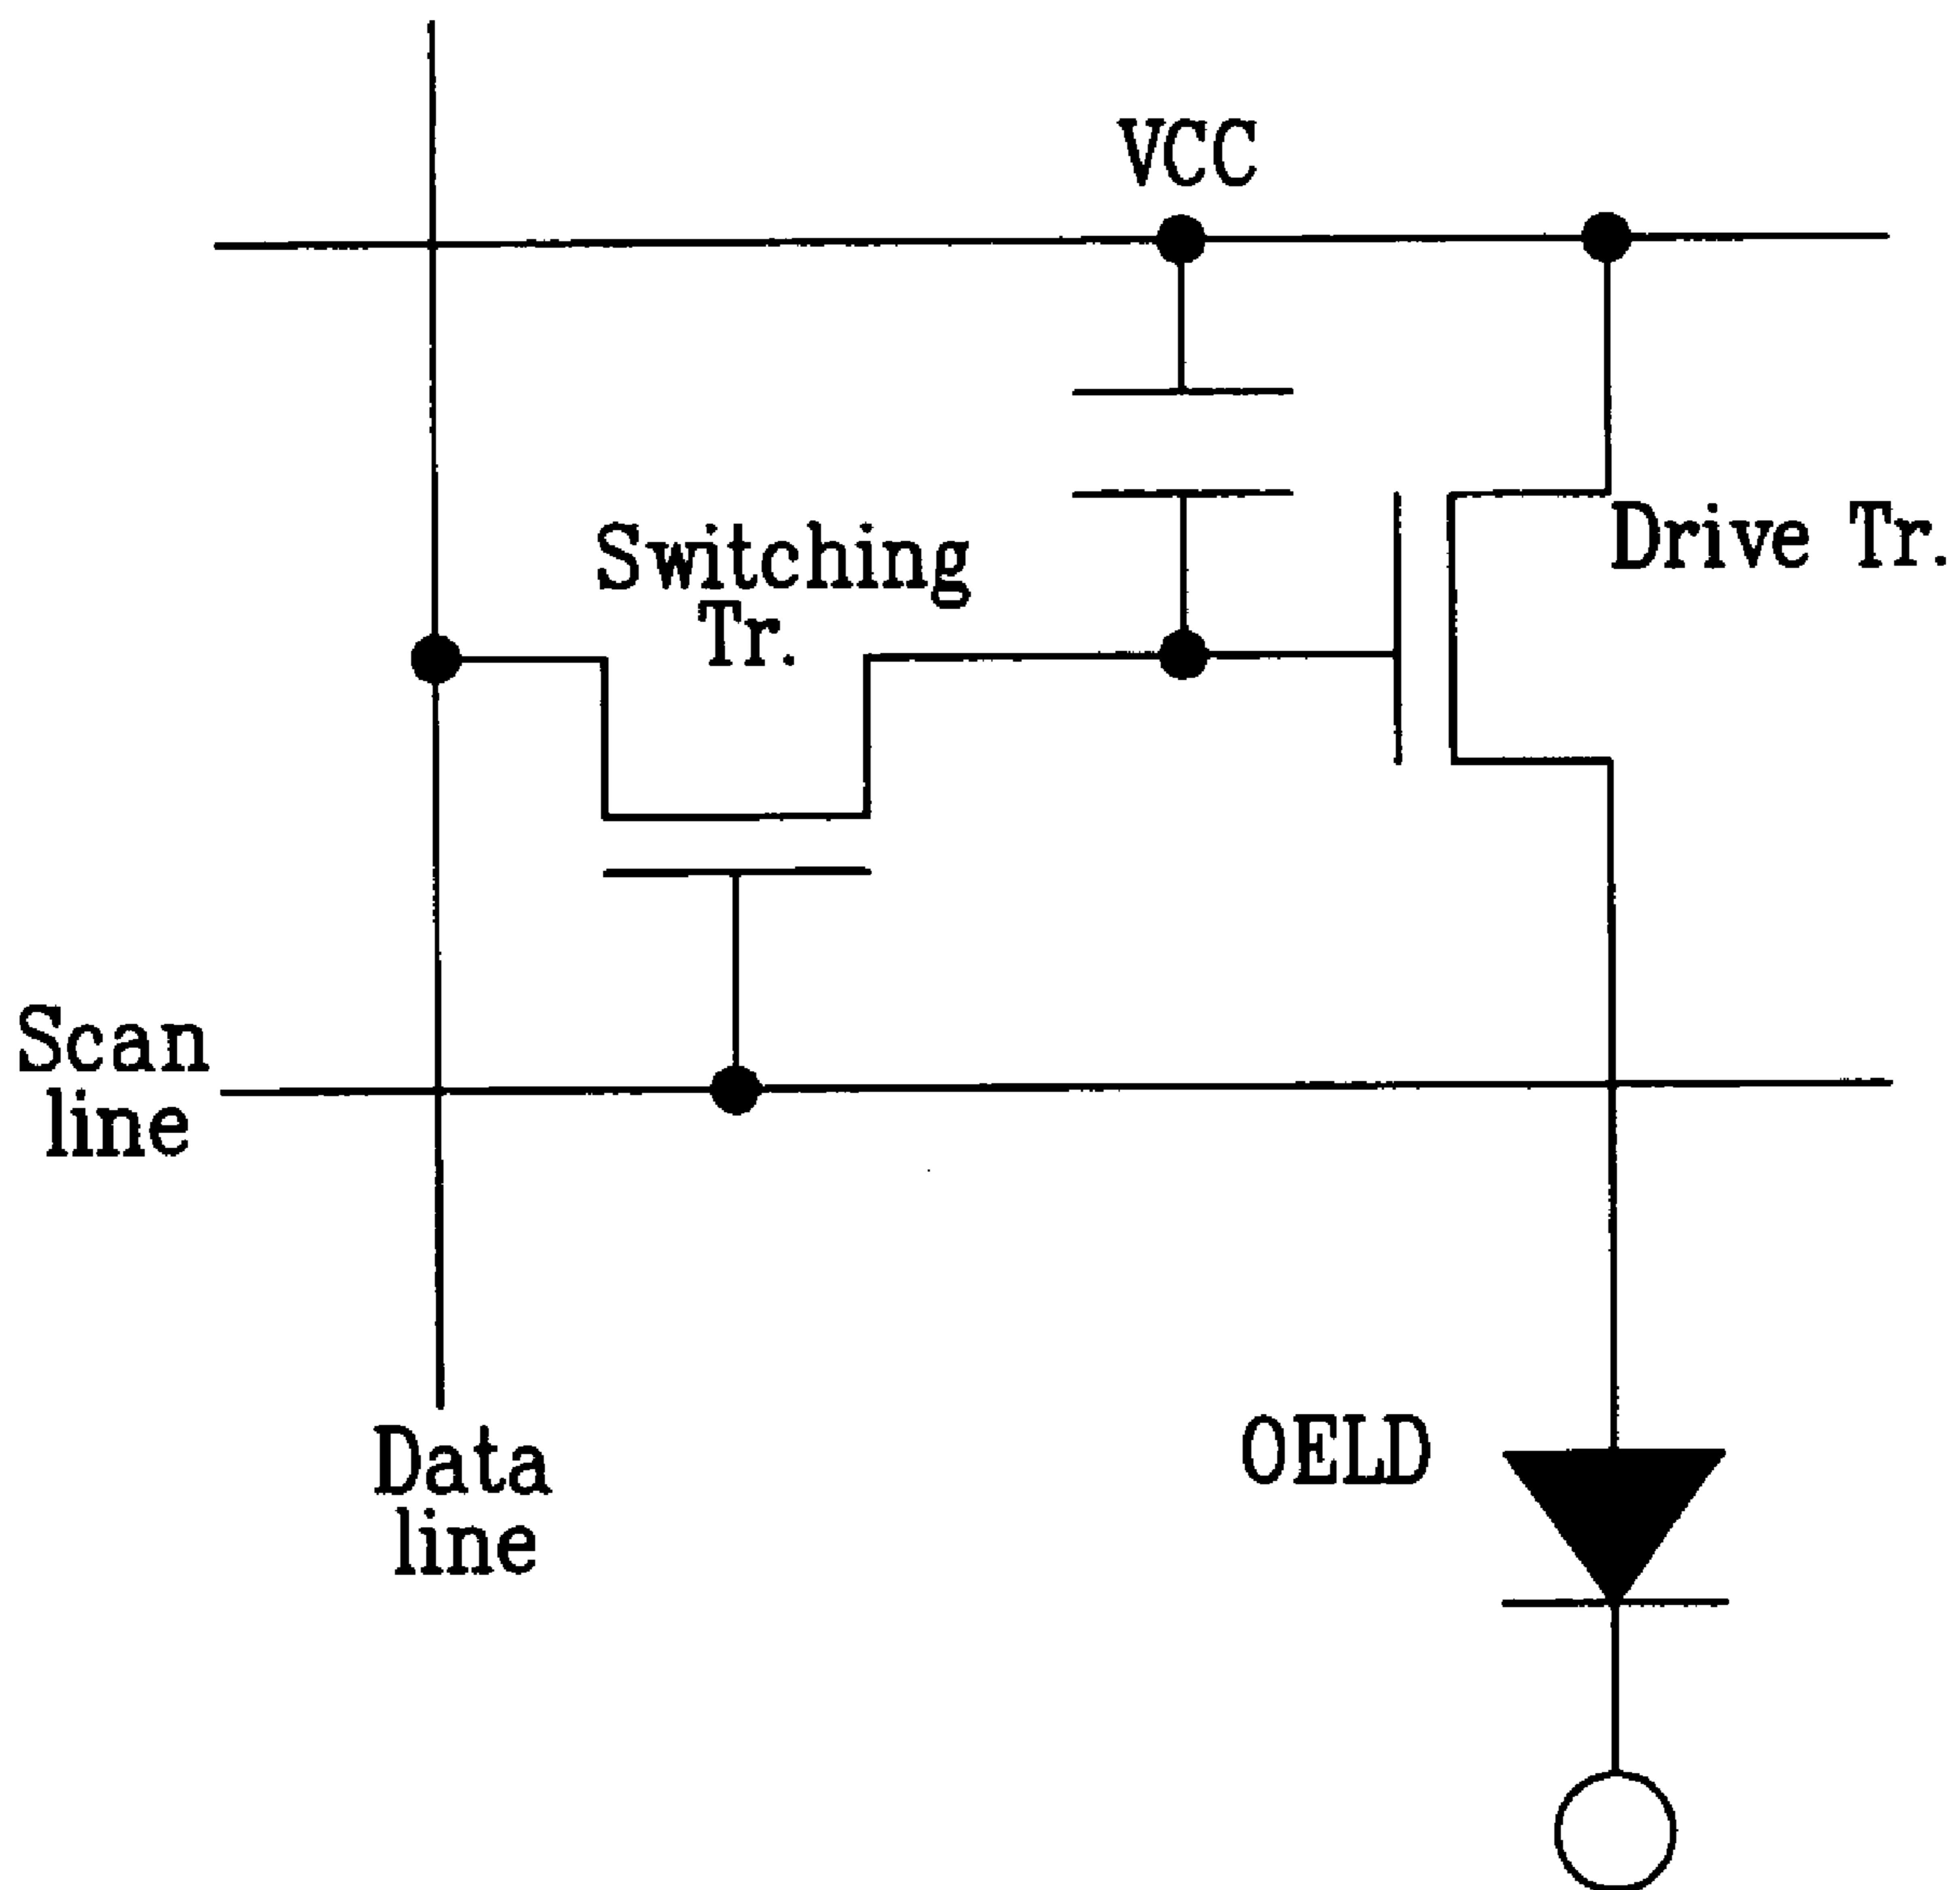 VCC
Switching
Tr.
Drive Tr.
Scan
line
Data
line
OELD